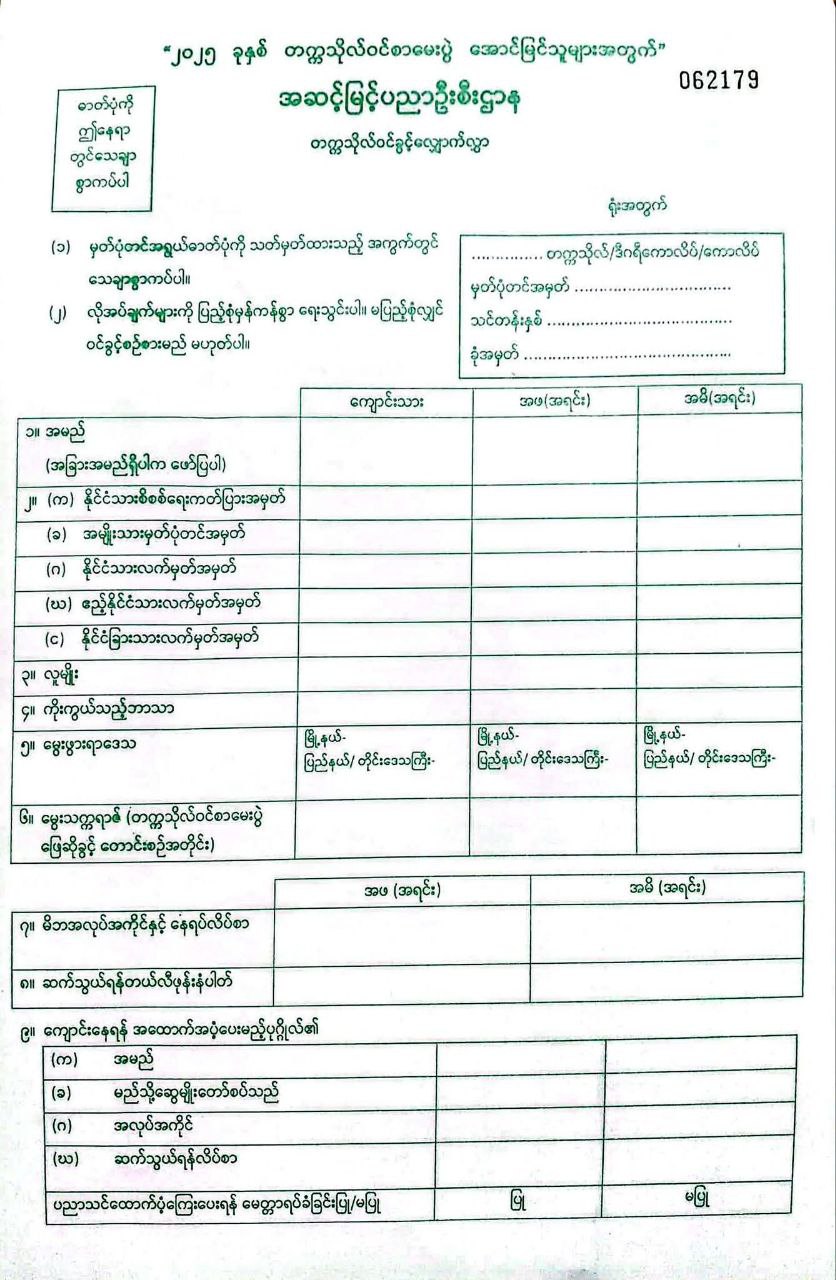 "၂၀၂၅ ခုနှစ် တက္ကသိုလ်ဝင်စာမေးပွဲ အောင်မြင်သူများအတွက်"
062179
အဆင့်မြင့်ပညာဦးစီးဌာန
တက္ကသိုလ်ဝင်ခွင့်လျှောက်လွှာ
ဓာတ်ပုံကို
ဤနေရာ
တွင်သေချာ
စွာကပ်ပါ
ရုံးအတွက်
(၁) မှတ်ပုံတင်အရွယ်ဓာတ်ပုံကို သတ်မှတ်ထားသည့် အကွက်တွင်
သေချာစွာကပ်ပါ။
(၂) လိုအပ်ချက်များကို ပြည့်စုံမှန်ကန်စွာ ရေးသွင်းပါ။ မပြည့်စုံလျှင်
ဝင်ခွင့်စဉ်စားမည် မဟုတ်ပါ။
............... တက္ကသိုလ်/ဒီဂရီကောလိပ်/ကောလိပ်
မှတ်ပုံတင်အမှတ် ................................
သင်တန်းနှစ် ......................................
ခုံအမှတ် ...........................................
ကျောင်းသား အဖ(အရင်း) အမိ(အရင်း)
၁။ အမည်
(အခြားအမည်ရှိပါက ဖော်ပြပါ)
၂။ (က) နိုင်ငံသားစိစစ်ရေးကတ်ပြားအမှတ်
(ခ) အမျိုးသားမှတ်ပုံတင်အမှတ်
(ဂ) နိုင်ငံသားလက်မှတ်အမှတ်
(ဃ) ဧည့်နိုင်ငံသားလက်မှတ်အမှတ်
(င) နိုင်ငံခြားသားလက်မှတ်အမှတ်
၃။ လူမျိုး
၄။ ကိုးကွယ်သည့်ဘာသာ
၅။ မွေးဖွားရာဒေသ မြို့နယ်- မြို့နယ်- မြို့နယ်-
ပြည်နယ်/ တိုင်းဒေသကြီး- ပြည်နယ်/ တိုင်းဒေသကြီး- ပြည်နယ်/ တိုင်းဒေသကြီး-
၆။ မွေးသက္ကရာဇ် (တက္ကသိုလ်ဝင်စာမေးပွဲ
ဖြေဆိုခွင့် တောင်းစဉ်အတိုင်း)
အဖ (အရင်း) အမိ (အရင်း)
၇။ မိဘအလုပ်အကိုင်နှင့် နေရပ်လိပ်စာ
၈။ ဆက်သွယ်ရန်တယ်လီဖုန်းနံပါတ်
၉။ ကျောင်းနေရန် အထောက်အပံ့ပေးမည့်ပုဂ္ဂိုလ်၏
(က) အမည်
(ခ) မည်သို့ဆွေမျိုးတော်စပ်သည်
(ဂ) အလုပ်အကိုင်
(ဃ) ဆက်သွယ်ရန်လိပ်စာ
ပညာသင်ထောက်ပံ့ကြေးပေးရန် မေတ္တာရပ်ခံခြင်းပြု/မပြု ပြု မပြု